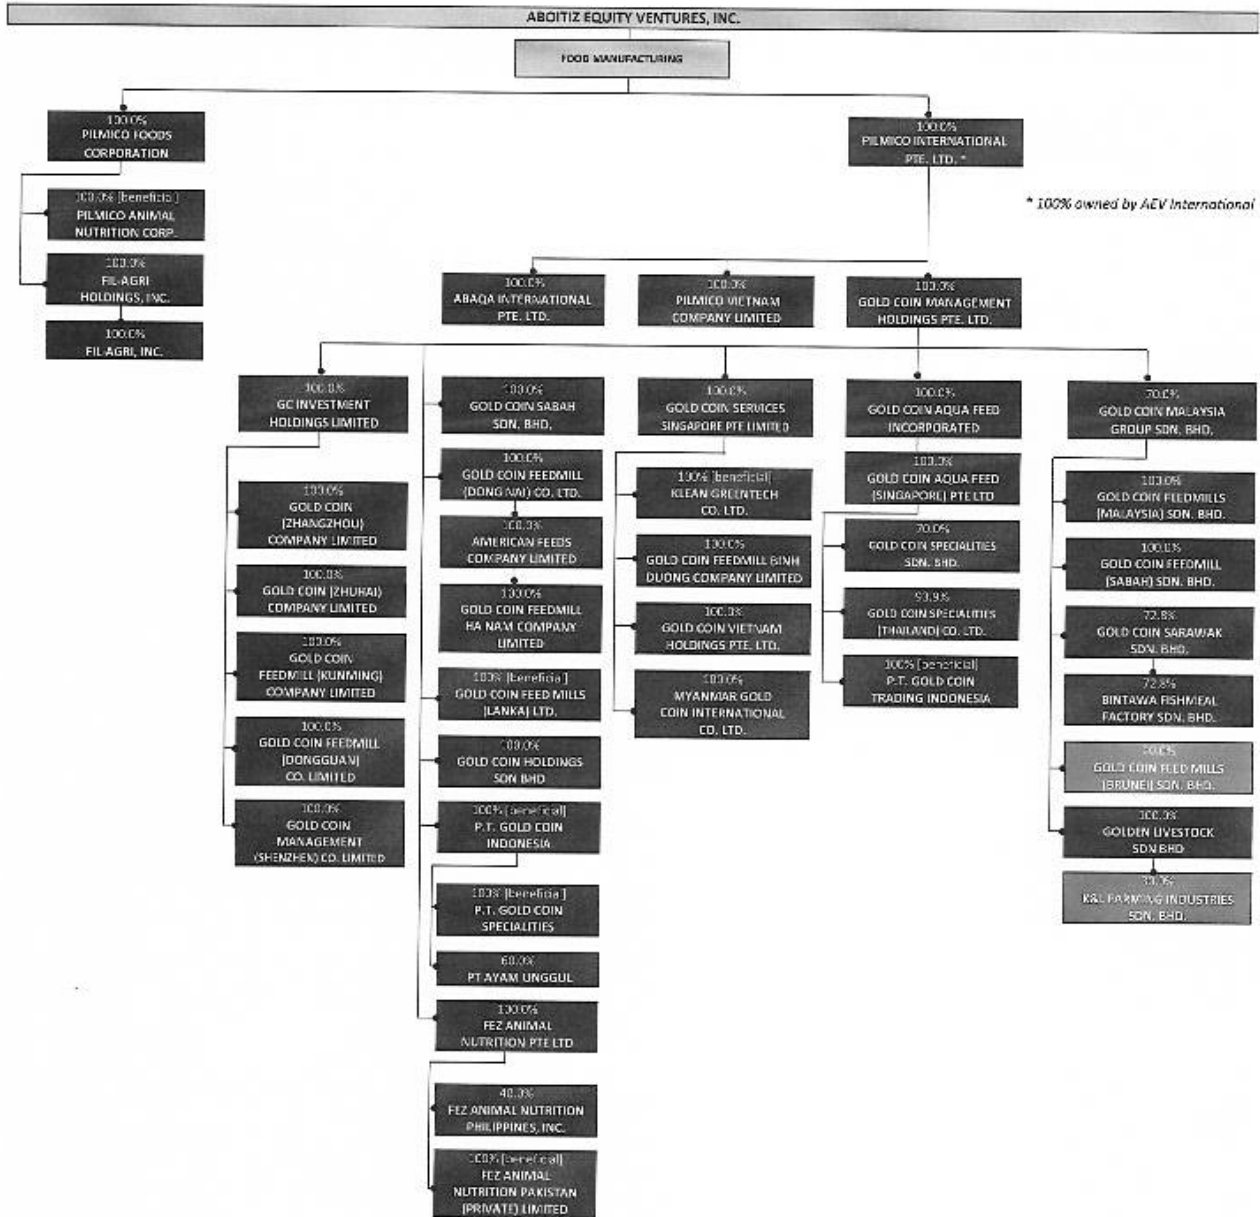 ABOITIZ EQUITY VENTURES, INC.
FOOD MANUFACTURING
100.0%
PILMICO FOODS
CORPORATION
100.0%
PILMICO INTERNATIONAL
PTE. LTD. *
* 100% owned by AEV International
100.0% [beneficial]
PILMICO ANIMAL
NUTRITION CORP.
100.0%
FIL-AGRI
HOLDINGS, INC.
100.0%
FIL-AGRI, INC.
100.0%
ABAQA INTERNATIONAL
PTE. LTD.
100.0%
PILMICO VIETNAM
COMPANY LIMITED
100.0%
GOLD COIN MANAGEMENT
HOLDINGS PTE. LTD.
100.0%
GC INVESTMENT
HOLDINGS LIMITED
100.0%
GOLD COIN
(ZHANGZHOU)
COMPANY LIMITED
100.0%
GOLD COIN (ZHUHAI)
COMPANY LIMITED
100.0%
GOLD COIN
FEEDMILL (KUNMING)
COMPANY LIMITED
100.0%
GOLD COIN FEEDMILL
(DONGGUAN)
CO. LIMITED
100.0%
GOLD COIN
MANAGEMENT
(SHENZHEN) CO. LIMITED
100.0%
GOLD COIN SABAH
SDN. BHD.
100.0%
GOLD COIN FEEDMILL
(DONG NAI) CO. LTD.
100.0%
AMERICAN FEEDS
COMPANY LIMITED
100.0%
GOLD COIN FEEDMILL
HA NAM COMPANY
LIMITED
100% [beneficial]
GOLD COIN FEED MILLS
(LANKA) LTD.
100.0%
GOLD COIN HOLDINGS
SDN BHD
100% [beneficial]
P.T. GOLD COIN
INDONESIA
100% [beneficial]
P.T. GOLD COIN
SPECIALITIES
60.0%
PT AYAM UNGGUL
100.0%
FEZ ANIMAL
NUTRITION PTE LTD
40.0%
FEZ ANIMAL NUTRITION
PHILIPPINES, INC.
100% [beneficial]
FEZ ANIMAL
NUTRITION PAKISTAN
(PRIVATE) LIMITED
100.0%
GOLD COIN SERVICES
SINGAPORE PTE LIMITED
100% [beneficial]
KLEAN GREENTECH
CO. LTD.
100.0%
GOLD COIN FEEDMILL BINH
DUONG COMPANY LIMITED
100.0%
GOLD COIN VIETNAM
HOLDINGS PTE. LTD.
100.0%
MYANMAR GOLD
COIN INTERNATIONAL
CO. LTD.
100.0%
GOLD COIN AQUA FEED
INCORPORATED
100.0%
GOLD COIN AQUA FEED
(SINGAPORE) PTE LTD
70.0%
GOLD COIN SPECIALITIES
SDN. BHD.
GOLD COIN SPECIALITIES
(THAILAND) CO. LTD.
100% [beneficial]
P.T. GOLD COIN
TRADING INDONESIA
70.0%
GOLD COIN MALAYSIA
GROUP SDN. BHD.
100.0%
GOLD COIN FEEDMILLS
(MALAYSIA) SDN. BHD.
100.0%
GOLD COIN FEEDMILL
(SABAH) SDN. BHD.
72.8%
GOLD COIN SARAWAK
SDN. BHD.
72.8%
BINTAWA FISHMEAL
FACTORY SDN. BHD.
GOLD COIN FEED MILLS
(BRUNEI) SDN. BHD.
100.0%
GOLDEN LIVESTOCK
SDN BHD
K&L FARMING INDUSTRIES
SDN. BHD.